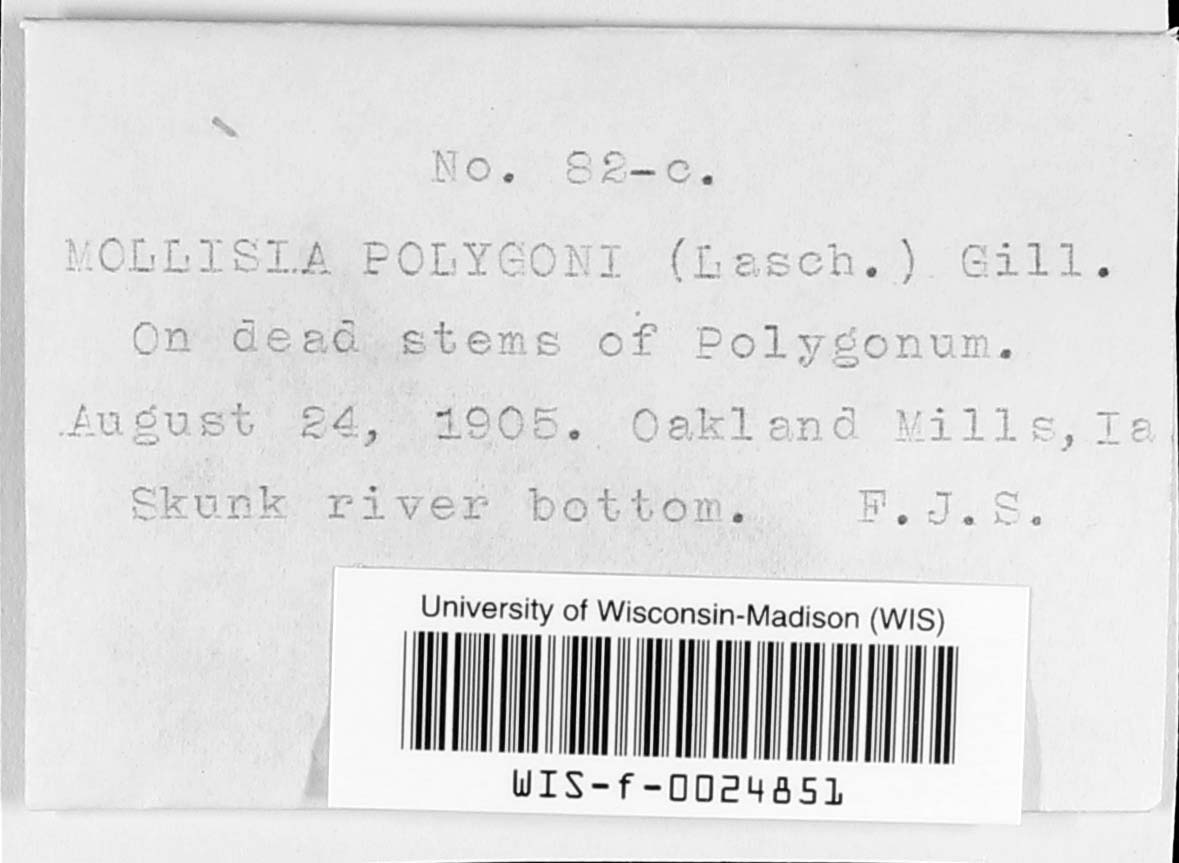 No. 82-c.
MOLLISIA POLYGONI (Lasch.) Gill.
On dead stems of Polygonum.
August 24, 1905. Oakland Mills, Ia
Skunk river bottom. F.J.S.
University of Wisconsin-Madison (WIS)
WIS-f-0024851